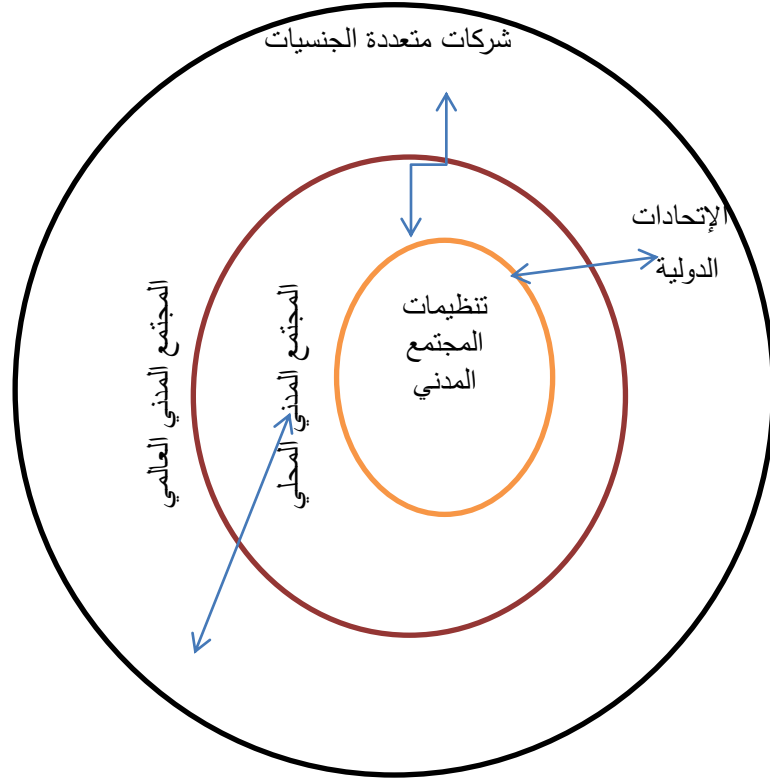 شركات متعددة الجنسيات
الإتحادات
الدولية
تنظيمات
المجتمع
المدني
المجتمع المدني المحلي
المجتمع المدني العالمي